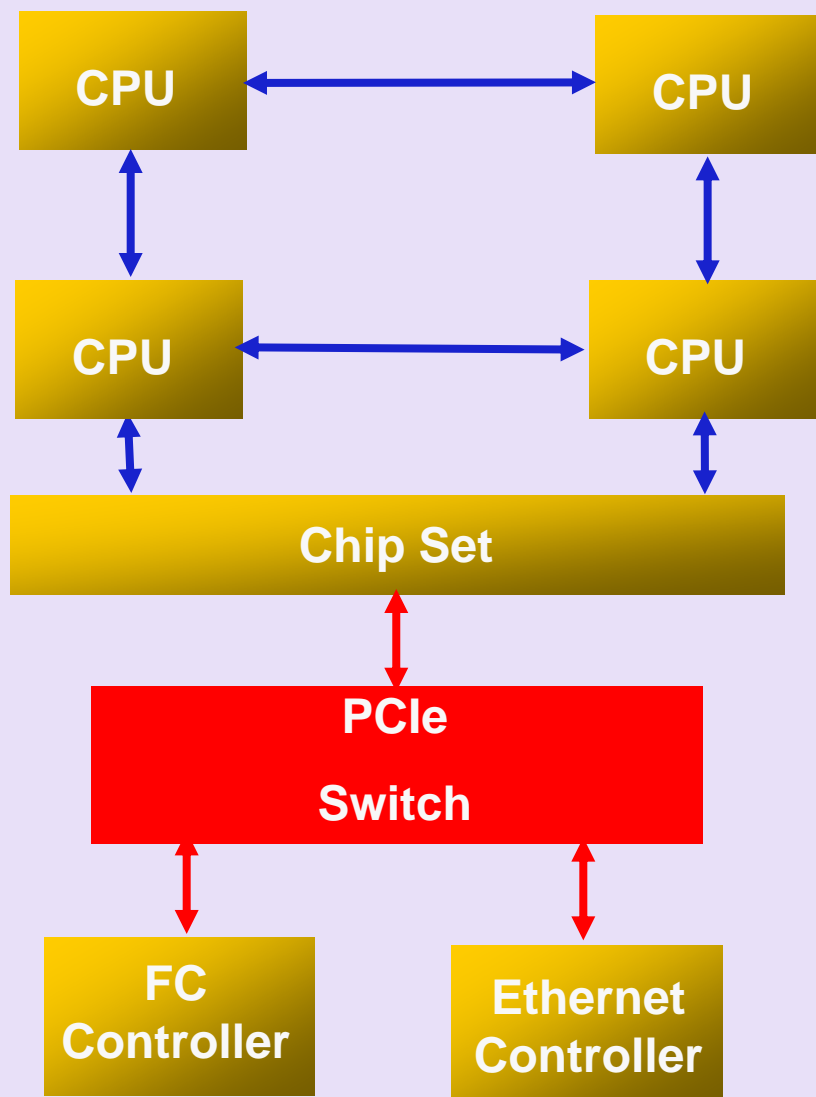 CPU
CPU
CPU
CPU
Chip Set
PCIe
Switch
FC
Controller
Ethernet
Controller